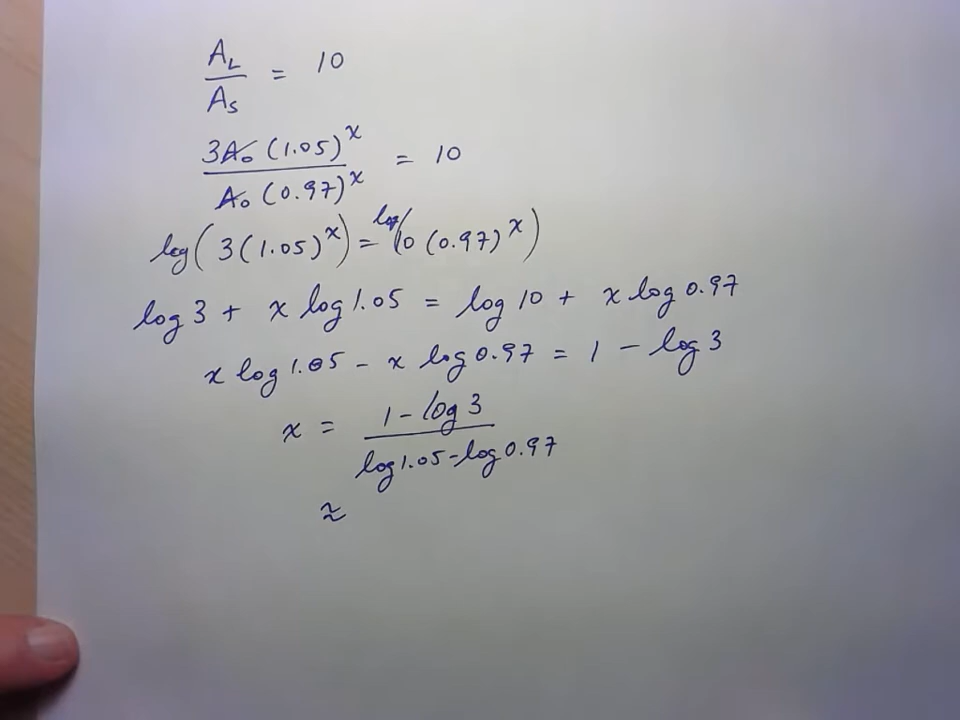 A_L / A_S = 10
3A₀(1.05)^x / A₀(0.97)^x = 10
log(3(1.05)^x) = log(10(0.97)^x)
log 3 + x log 1.05 = log 10 + x log 0.97
x log 1.05 - x log 0.97 = 1 - log 3
x = 1 - log 3 / log 1.05 - log 0.97
≈